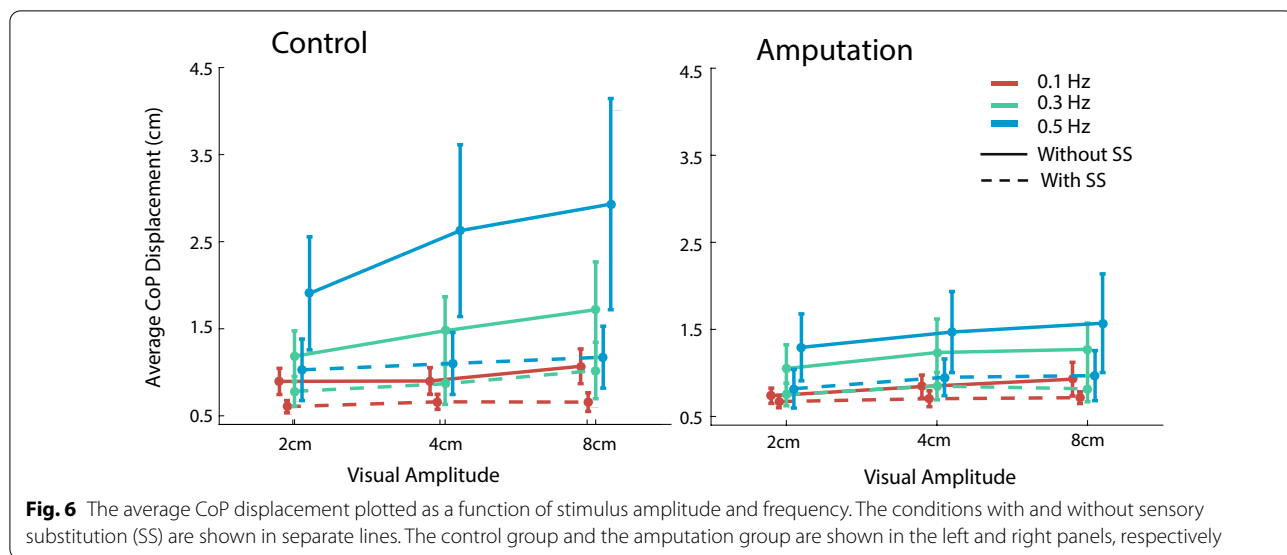 Control
Amputation
4.5
3.5
2.5
1.5
0.5
Average CoP Displacement (cm)
2cm
4cm
8cm
Visual Amplitude
4.5
3.5
2.5
1.5
0.5
2cm
4cm
8cm
Visual Amplitude
0.1 Hz
0.3 Hz
0.5 Hz
Without SS
With SS
Fig. 6 The average CoP displacement plotted as a function of stimulus amplitude and frequency. The conditions with and without sensory
substitution (SS) are shown in separate lines. The control group and the amputation group are shown in the left and right panels, respectively